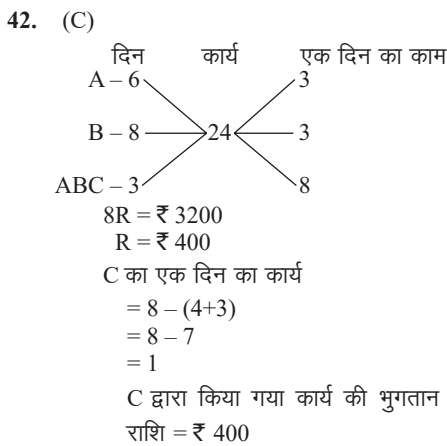 42. (C)
दिन कार्य एक दिन का काम
A – 6 3
B – 8 24 3
ABC – 3 8
8R = ₹ 3200
R = ₹ 400
C का एक दिन का कार्य
= 8 – (4+3)
= 8 – 7
= 1
C द्वारा किया गया कार्य की भुगतान
राशि = ₹ 400